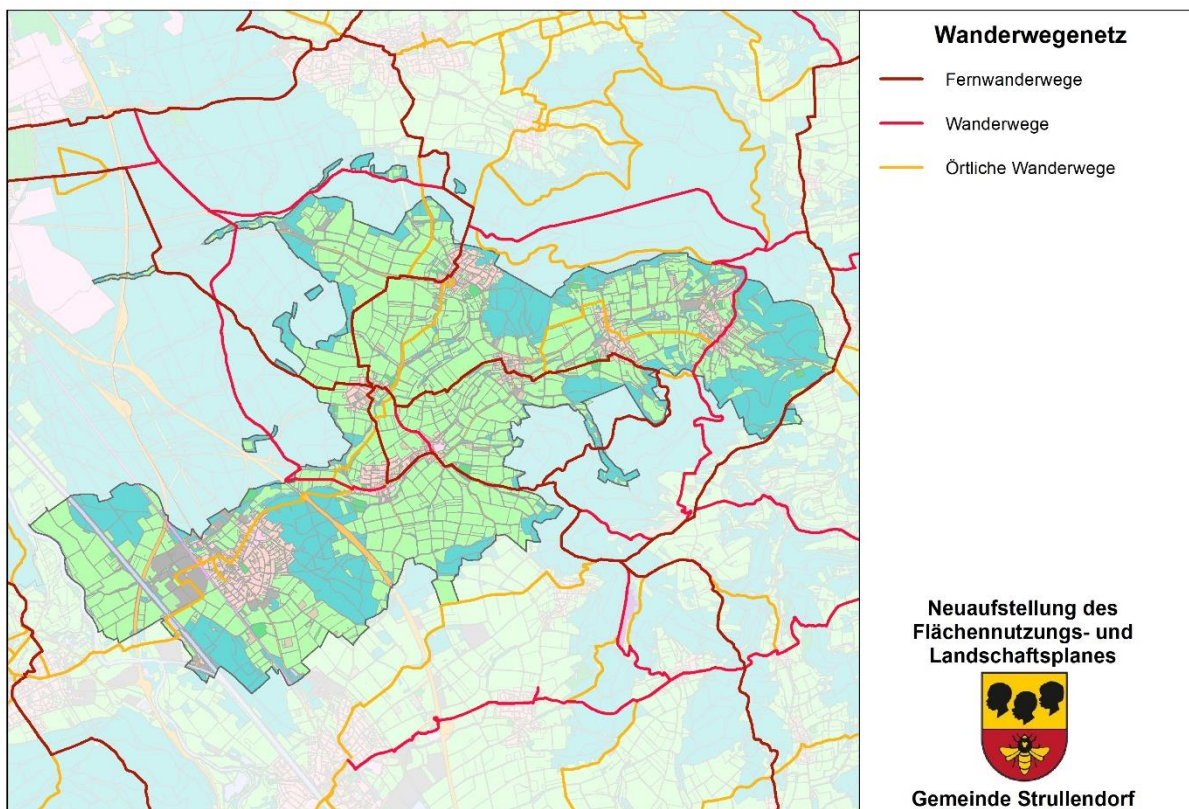 Wanderwegenetz
Fernwanderwege
Wanderwege
Örtliche Wanderwege
Neuaufstellung des
Flächennutzungs- und
Landschaftsplanes
Gemeinde Strullendorf